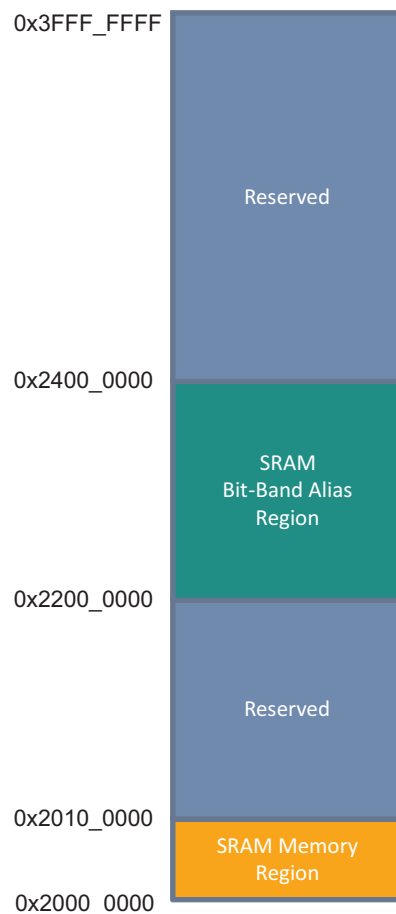 0x3FFF_FFFF
Reserved
0x2400_0000
SRAM
Bit-Band Alias
Region
0x2200_0000
Reserved
0x2010_0000
SRAM Memory
Region
0x2000_0000